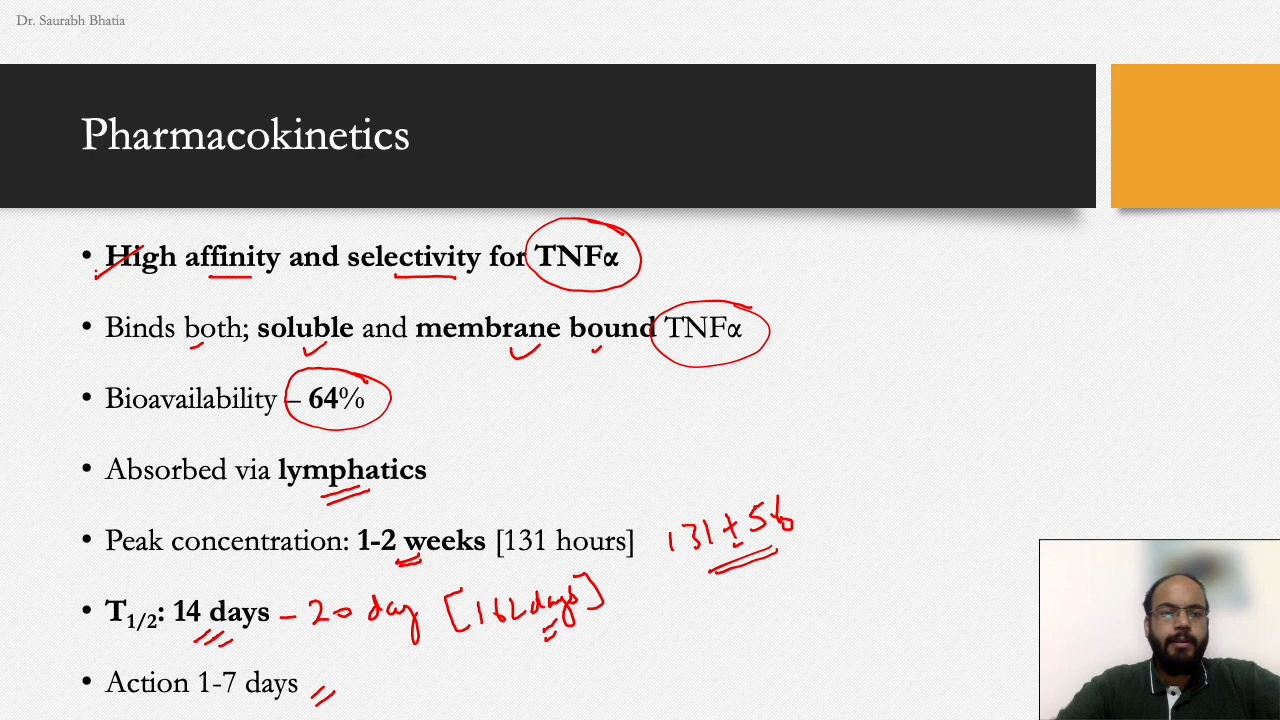 Dr. Saurabh Bhatia
Pharmacokinetics
• High affinity and selectivity for TNFα
• Binds both; soluble and membrane bound TNFα
• Bioavailability – 64%
• Absorbed via lymphatics
Peak concentration: 1-2 weeks [131 hours] 131 ± 56
• T1/2: 14 days – 20 day [162 days]
• Action 1-7 days